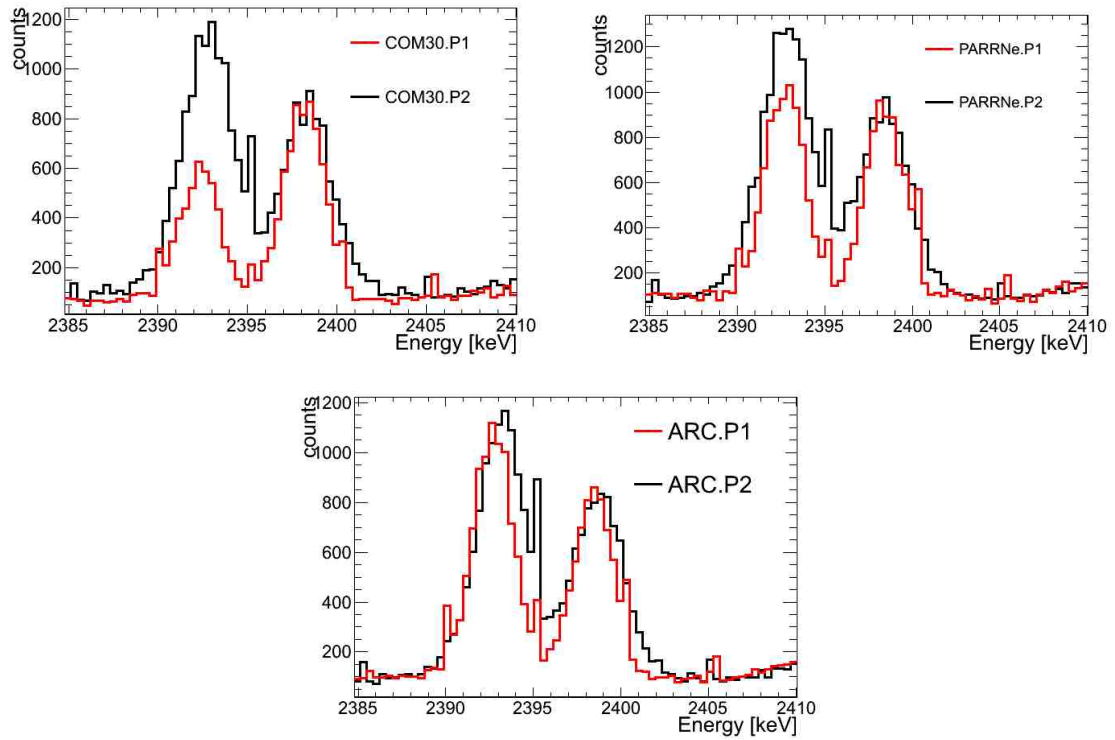 counts
1200
1000
800
600
400
200
COM30.P1
COM30.P2
2385 2390 2395 2400 2405 2410
Energy [keV]
counts
1200
1000
800
600
400
200
PARRNe.P1
PARRNe.P2
2385 2390 2395 2400 2405 2410
Energy [keV]
counts
1200
1000
800
600
400
200
ARC.P1
ARC.P2
2385 2390 2395 2400 2405 2410
Energy [keV]